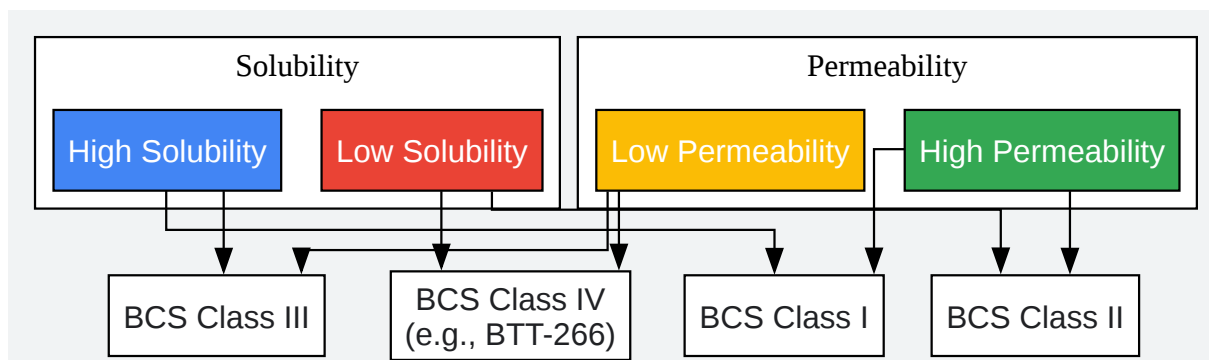 Solubility
Permeability
High Solubility
Low Solubility
Low Permeability
High Permeability
BCS Class III
BCS Class IV
(e.g., BTT-266)
BCS Class I
BCS Class II